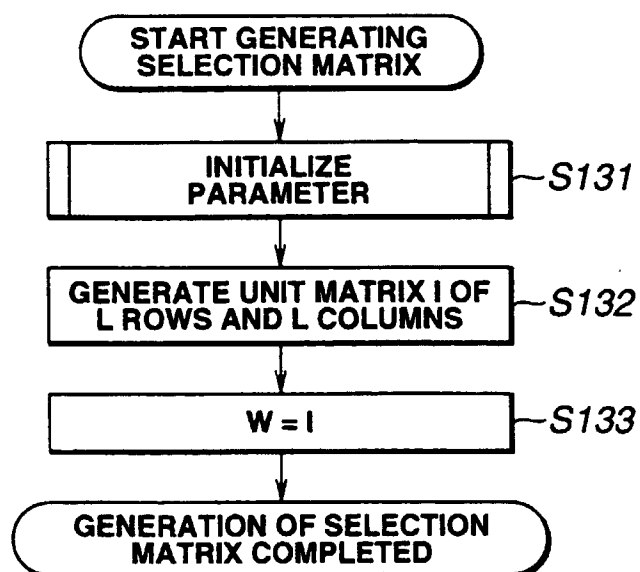 START GENERATING
SELECTION MATRIX
INITIALIZE
PARAMETER
S131
GENERATE UNIT MATRIX I OF
L ROWS AND L COLUMNS
S132
W = I
S133
GENERATION OF SELECTION
MATRIX COMPLETED